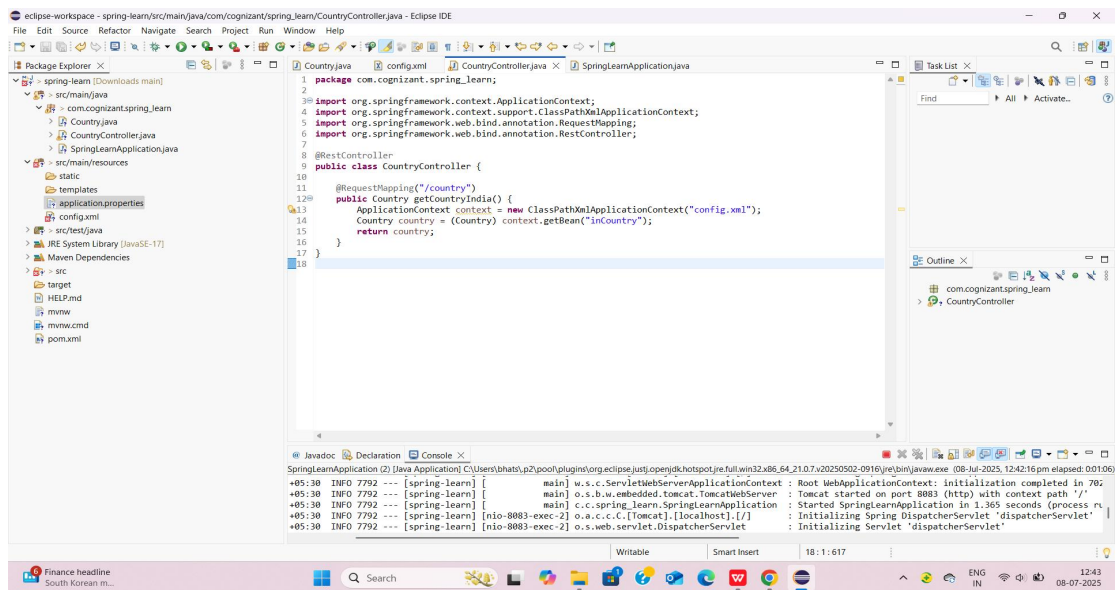 eclipse-workspace - spring-learn/src/main/java/com/cognizant/spring_learn/CountryController.java - Eclipse IDE
File Edit Source Refactor Navigate Search Project Run Window Help
Package Explorer
> spring-learn [Downloads main]
> src/main/java
> com.cognizant.spring_learn
> Country.java
> CountryController.java
> SpringLearnApplication.java
> src/main/resources
static
templates
application.properties
config.xml
> src/test/java
JRE System Library [JavaSE-17]
Maven Dependencies
> src
target
HELP.md
mvnw
mvnw.cmd
pom.xml
Country.java config.xml CountryController.java SpringLearnApplication.java
1 package com.cognizant.spring_learn;
2
3 import org.springframework.context.ApplicationContext;
4 import org.springframework.context.support.ClassPathXmlApplicationContext;
5 import org.springframework.web.bind.annotation.RequestMapping;
6 import org.springframework.web.bind.annotation.RestController;
7
8 @RestController
9 public class CountryController {
10
11 @RequestMapping("/country")
12 public Country getCountryIndia() {
13 ApplicationContext context = new ClassPathXmlApplicationContext("config.xml");
14 Country country = (Country) context.getBean("inCountry");
15 return country;
16 }
17 }
18
Task List
Find All Activate...
Outline
com.cognizant.spring_learn
CountryController
Javadoc Declaration Console
SpringLearnApplication (2) [Java Application] C:\Users\bhats\.p2\pool\plugins\org.eclipse.justj.openjdk.hotspot.jre.full.win32.x86_64_21.0.7.v20250502-0916\jre\bin\javaw.exe (08-Jul-2025, 12:42:16 pm elapsed: 0:01:06)
+05:30 INFO 7792 --- [spring-learn] [ main] w.s.c.ServletWebServerApplicationContext : Root WebApplicationContext: initialization completed in 702
+05:30 INFO 7792 --- [spring-learn] [ main] o.s.b.w.embedded.tomcat.TomcatWebServer : Tomcat started on port 8083 (http) with context path '/'
+05:30 INFO 7792 --- [spring-learn] [ main] c.c.spring_learn.SpringLearnApplication : Started SpringLearnApplication in 1.365 seconds (process ru
+05:30 INFO 7792 --- [spring-learn] [nio-8083-exec-2] o.a.c.c.C.[Tomcat].[localhost].[/] : Initializing Spring DispatcherServlet 'dispatcherServlet'
+05:30 INFO 7792 --- [spring-learn] [nio-8083-exec-2] o.s.web.servlet.DispatcherServlet : Initializing Servlet 'dispatcherServlet'
Writable Smart Insert 18 : 1 : 617
Finance headline
South Korean m...
Search
ENG
IN
12:43
08-07-2025